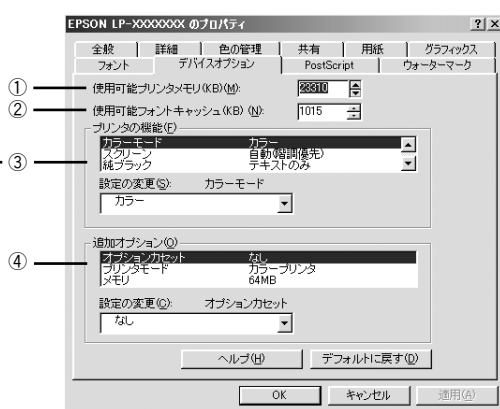 EPSON LP-XXXXXXX のプロパティ
全般 詳細 色の管理 共有 用紙 グラフィックス
フォント デバイスオプション PostScript ウォーターマーク
① 使用可能プリンタメモリ(KB)(M): 23310
② 使用可能フォントキャッシュ(KB) (N): 1015
プリンタの機能(F)
カラーモード カラー
スクリーン 自動(階調優先)
③ 純ブラック テキストのみ
設定の変更(S): カラーモード
カラー
追加オプション(O)
④ オプションカセット なし
プリンタモード カラープリンタ
メモリ 64MB
設定の変更(C): オプションカセット
なし
ヘルプ(H) デフォルトに戻す(D)
OK キャンセル 適用(A)